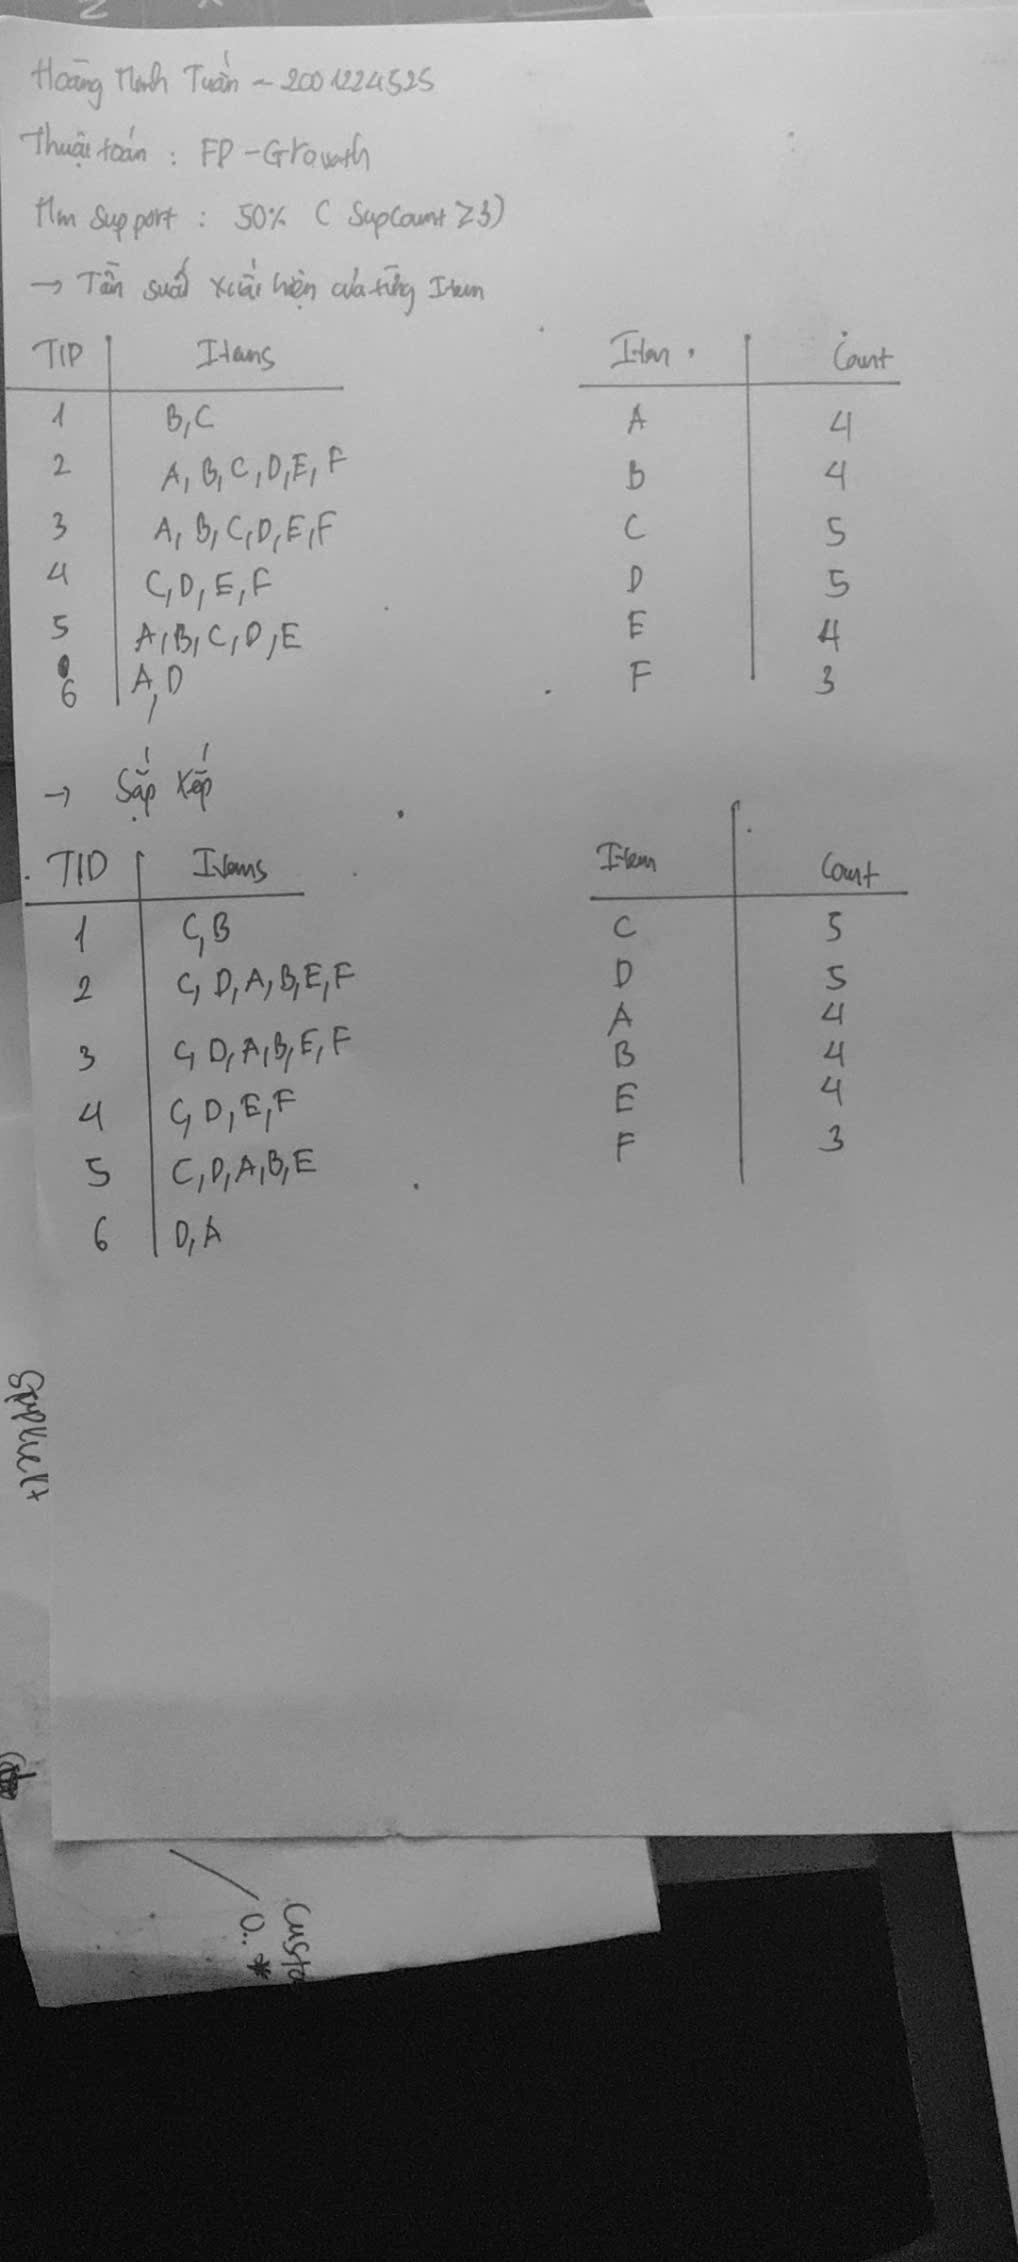 Hoàng Minh Tuấn - 2001224525
Thuật toán : FP-Growth
Min Support : 50% ( SupCount ≥3)
→ Tần suất xuất hiện của từng Item
TID Items
1 B,C
2 A,B,C,D,E,F
3 A,B,C,D,E,F
4 C,D,E,F
5 A,B,C,D,E
6 A,D
Item Count
A 4
B 4
C 5
D 5
E 4
F 3
→ Sắp xếp
TID Items
1 C,B
2 C,D,A,B,E,F
3 C,D,A,B,E,F
4 C,D,E,F
5 C,D,A,B,E
6 D,A
Item Count
C 5
D 5
A 4
B 4
E 4
F 3
0..*
Custo